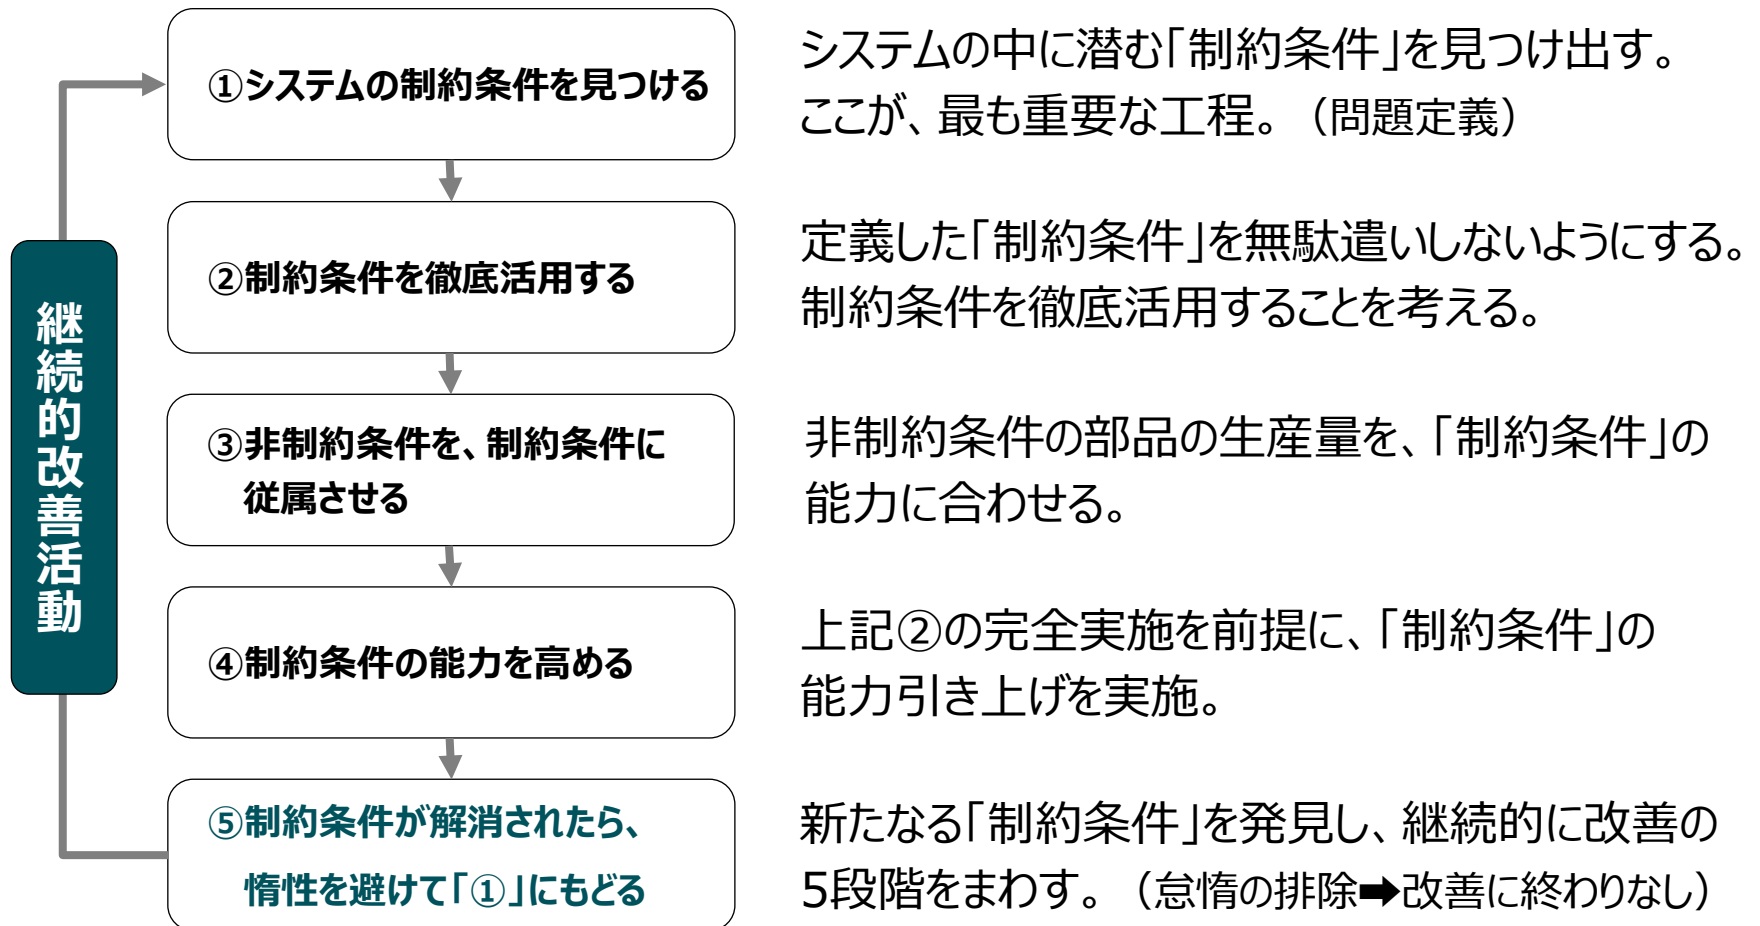 継続的改善活動
①システムの制約条件を見つける
システムの中に潜む「制約条件」を見つけ出す。
ここが、最も重要な工程。（問題定義）
②制約条件を徹底活用する
定義した「制約条件」を無駄遣いしないようにする。
制約条件を徹底活用することを考える。
③非制約条件を、制約条件に
従属させる
非制約条件の部品の生産量を、「制約条件」の
能力に合わせる。
④制約条件の能力を高める
上記②の完全実施を前提に、「制約条件」の
能力引き上げを実施。
⑤制約条件が解消されたら、
惰性を避けて「①」にもどる
新たなる「制約条件」を発見し、継続的に改善の
5段階をまわす。（怠惰の排除➡改善に終わりなし）